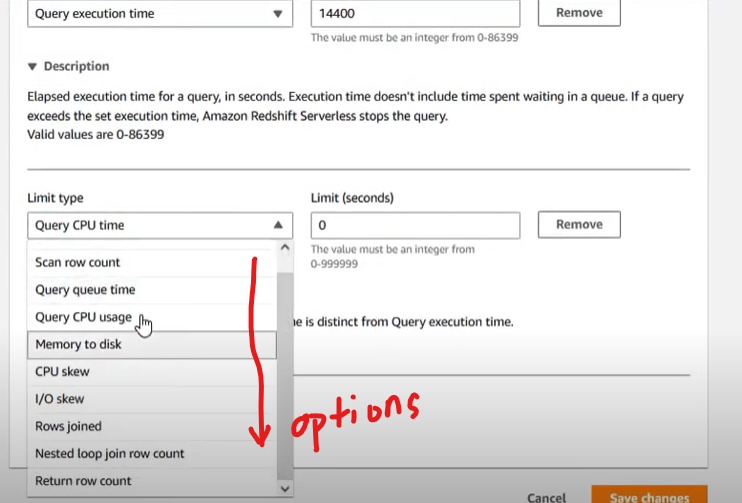 Query execution time ▼ 14400 Remove
The value must be an integer from 0-86399
▼ Description
Elapsed execution time for a query, in seconds. Execution time doesn't include time spent waiting in a queue. If a query
exceeds the set execution time, Amazon Redshift Serverless stops the query.
Valid values are 0-86399
Limit type Limit (seconds)
Query CPU time ▲ 0 Remove
The value must be an integer from
0-999999
Scan row count
Query queue time
Query CPU usage
me is distinct from Query execution time.
Memory to disk
CPU skew
I/O skew
Rows joined
options
Nested loop join row count
Return row count
Cancel Save changes